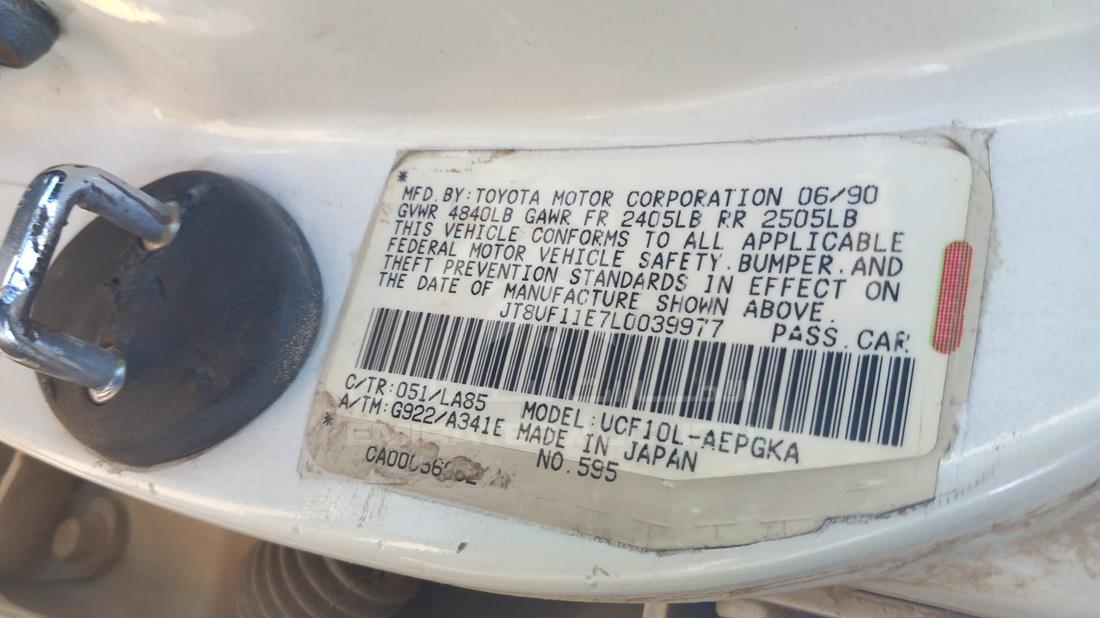 MFD. BY: TOYOTA MOTOR CORPORATION 06/90
GVWR 4840LB GAWR FR 2405LB RR 2505LB
THIS VEHICLE CONFORMS TO ALL APPLICABLE
FEDERAL MOTOR VEHICLE SAFETY, BUMPER, AND
THEFT PREVENTION STANDARDS IN EFFECT ON
THE DATE OF MANUFACTURE SHOWN ABOVE.
JT8UF11E7L0039977 PASS. CAR
C/TR: 051/LA85 MODEL: UCF10L-AEPGKA
A/TM: G922/A341E MADE IN JAPAN
NO. 595